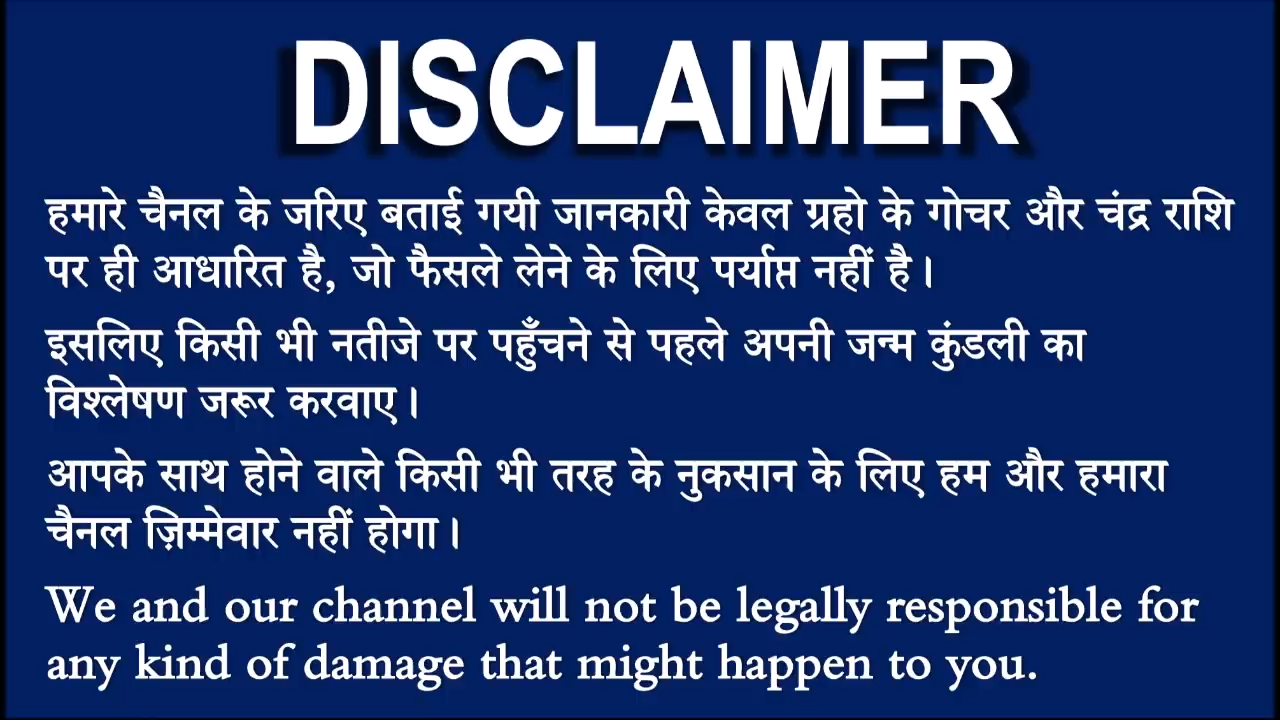 DISCLAIMER
हमारे चैनल के जरिए बताई गयी जानकारी केवल ग्रहो के गोचर और चंद्र राशि
पर ही आधारित है, जो फैसले लेने के लिए पर्याप्त नहीं है।
इसलिए किसी भी नतीजे पर पहुँचने से पहले अपनी जन्म कुंडली का
विश्लेषण जरूर करवाए।
आपके साथ होने वाले किसी भी तरह के नुकसान के लिए हम और हमारा
चैनल ज़िम्मेवार नहीं होगा।
We and our channel will not be legally responsible for
any kind of damage that might happen to you.